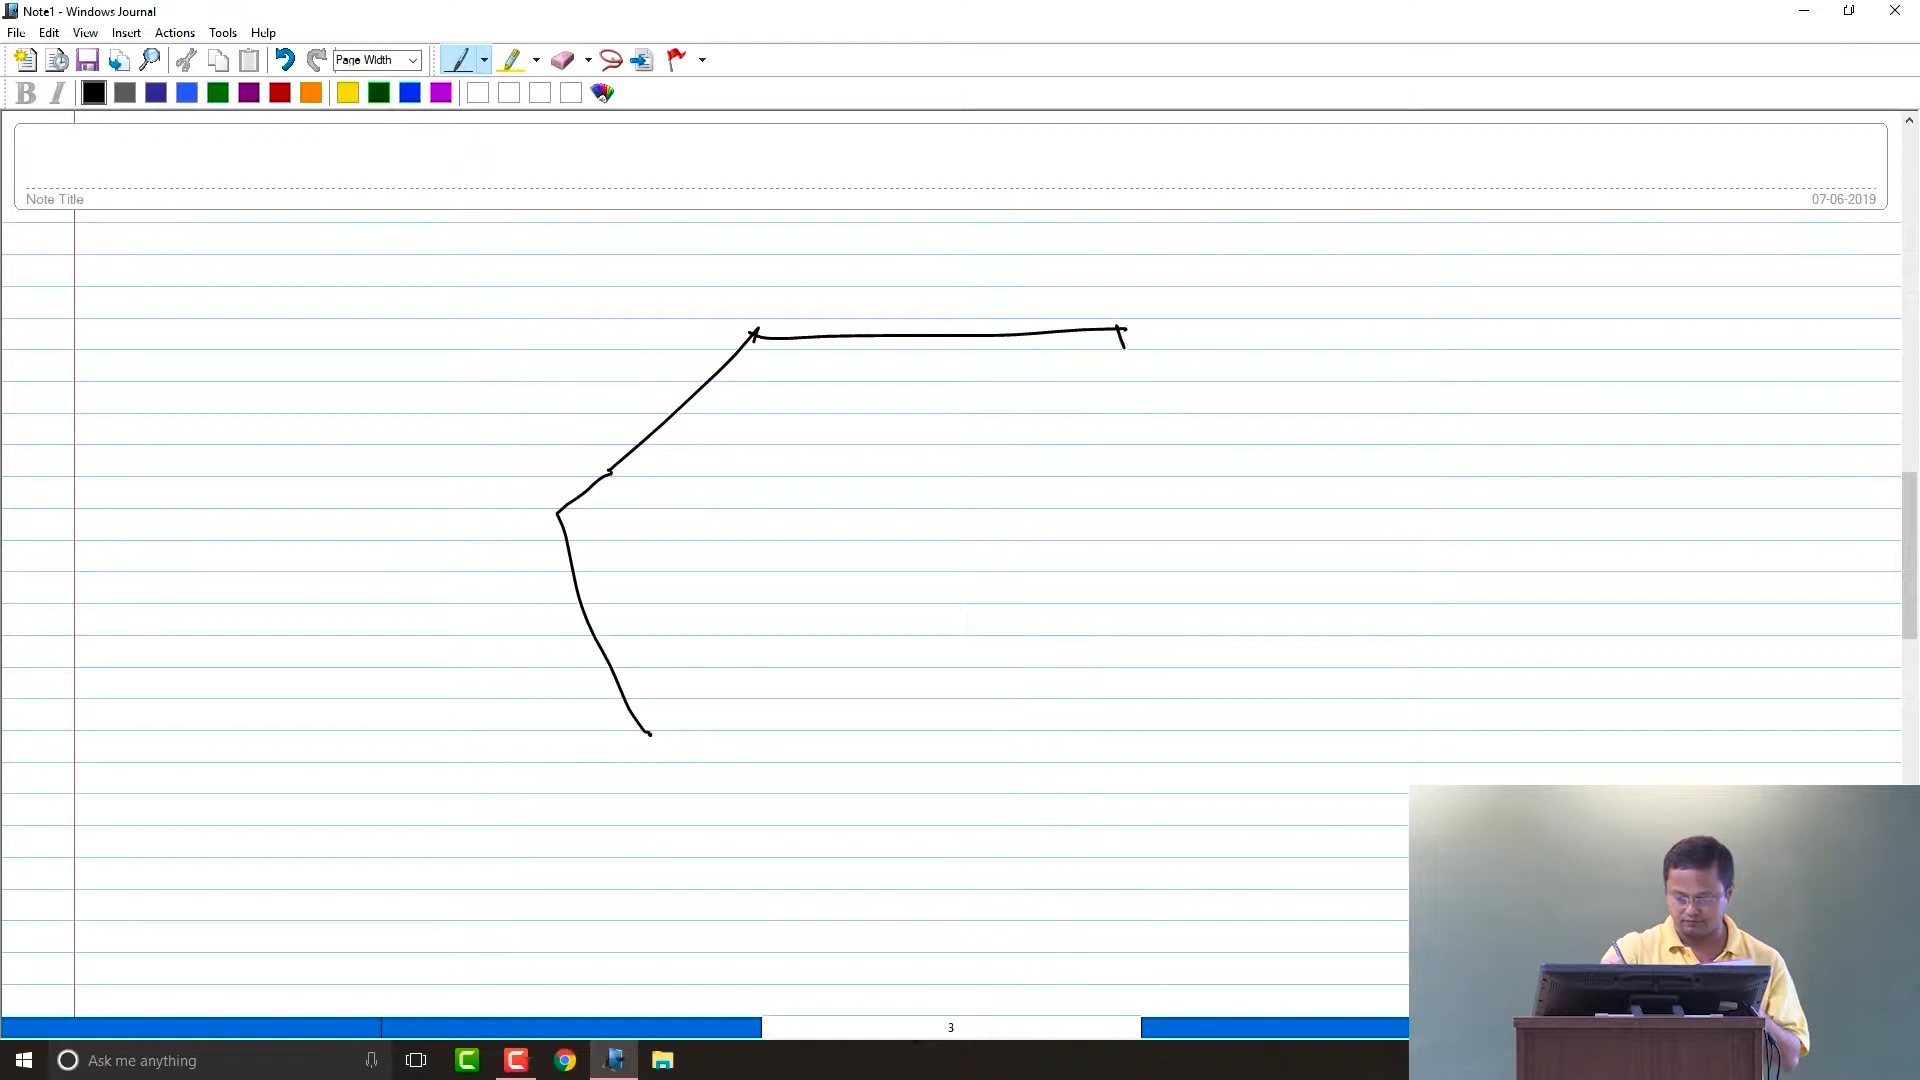 Note1 - Windows Journal
File Edit View Insert Actions Tools Help
Page Width
B I
Note Title
07-06-2019
3
Ask me anything